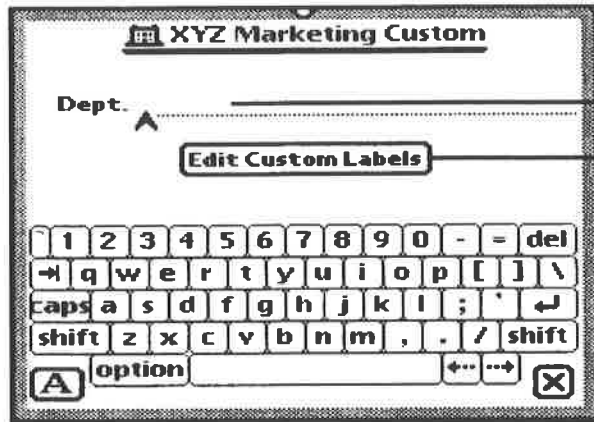 XYZ Marketing Custom
Dept.
Edit Custom Labels
` 1 2 3 4 5 6 7 8 9 0 - = del
q w e r t y u i o p [ ] \
caps a s d f g h j k l ; '
shift z x c v b n m , . / shift
option
A